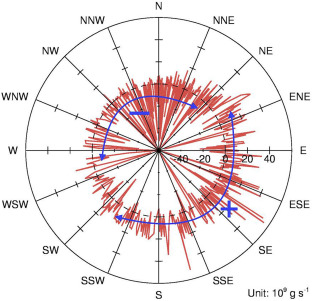 N
NNW NNE
NW NE
WNW ENE
W -40 -20 0 20 40 E
WSW ESE
SW SE
SSW SSE
S
Unit: 10⁹ g s⁻¹